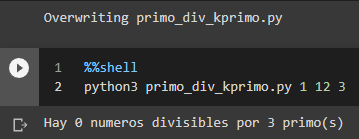 Overwriting primo_div_kprimo.py
1 %%shell
2 python3 primo_div_kprimo.py 1 12 3
Hay 0 numeros divisibles por 3 primo(s)